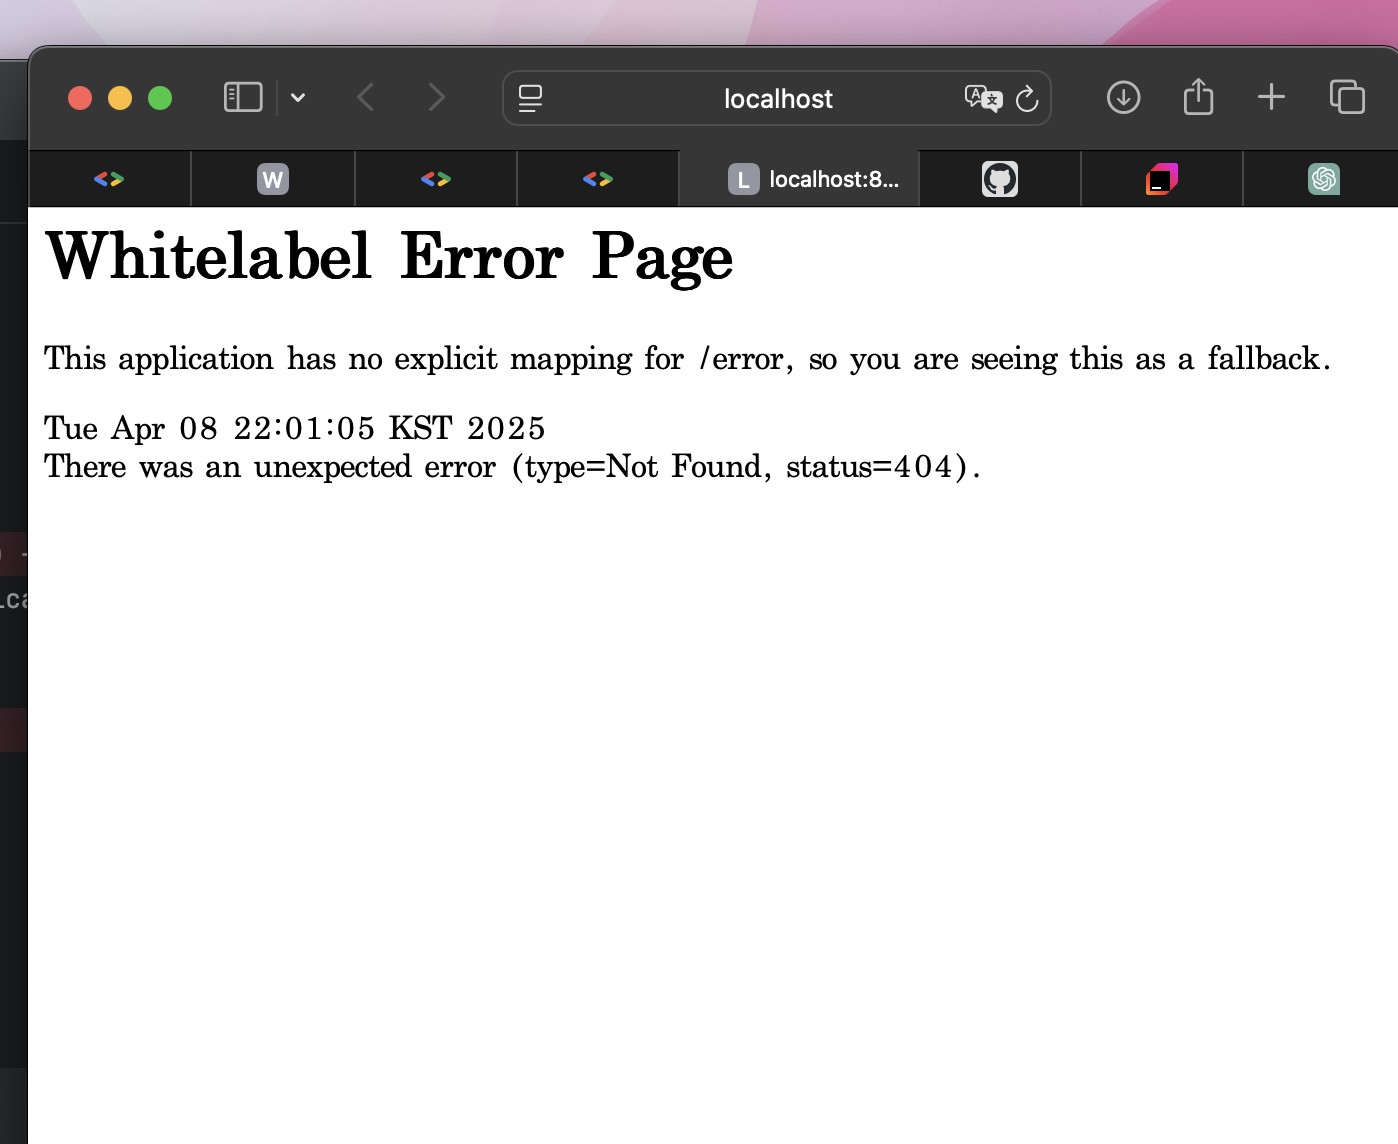 localhost
W
L localhost:8...
Whitelabel Error Page
This application has no explicit mapping for /error, so you are seeing this as a fallback.
Tue Apr 08 22:01:05 KST 2025
There was an unexpected error (type=Not Found, status=404).